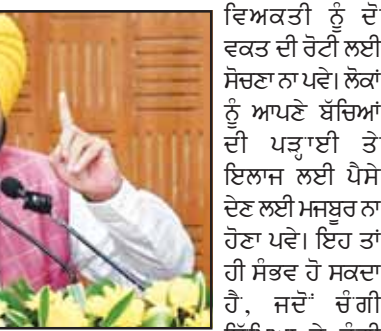 ਵਿਅਕਤੀ ਨੂੰ ਦੋ
ਵਕਤ ਦੀ ਰੋਟੀ ਲਈ
ਸੋਚਣਾ ਨਾ ਪਵੇ। ਲੋਕਾਂ
ਨੂੰ ਆਪਣੇ ਬੱਚਿਆਂ
ਦੀ ਪੜ੍ਹਾਈ ਤੇ
ਇਲਾਜ ਲਈ ਪੈਸੇ
ਦੇਣ ਲਈ ਮਜਬੂਰ ਨਾ
ਹੋਣਾ ਪਵੇ। ਇਹ ਤਾਂ
ਹੀ ਸੰਭਵ ਹੋ ਸਕਦਾ
ਹੈ, ਜਦੋਂ ਚੰਗੀ